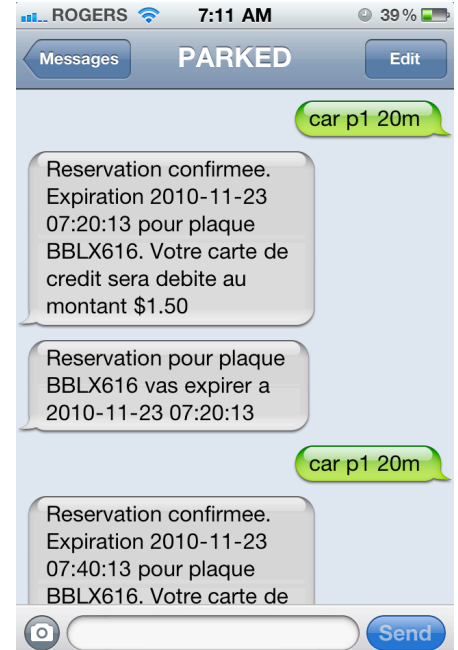 ROGERS 7:11 AM 39%
Messages PARKED Edit
car p1 20m
Reservation confirmee.
Expiration 2010-11-23
07:20:13 pour plaque
BBLX616. Votre carte de
credit sera debite au
montant $1.50
Reservation pour plaque
BBLX616 vas expirer a
2010-11-23 07:20:13
car p1 20m
Reservation confirmee.
Expiration 2010-11-23
07:40:13 pour plaque
BBLX616. Votre carte de
Send